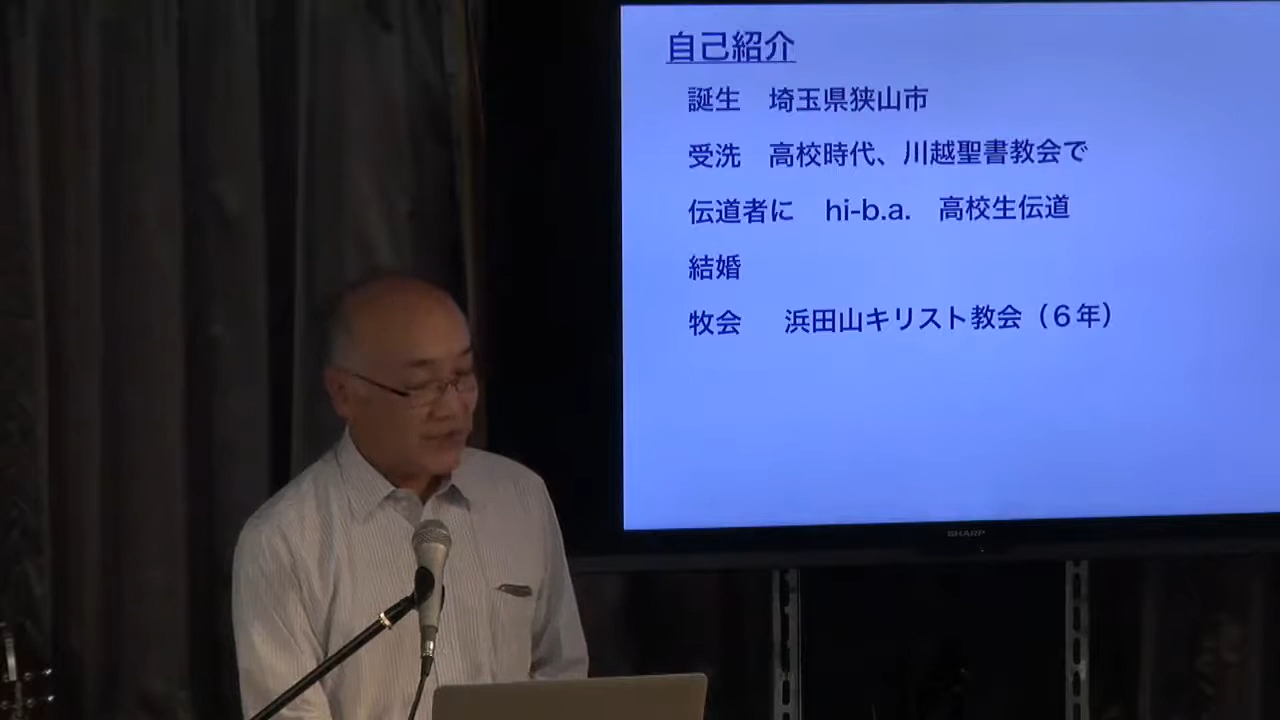 自己紹介
誕生　埼玉県狭山市
受洗　高校時代、川越聖書教会で
伝道者に　hi-b.a.　高校生伝道
結婚
牧会　浜田山キリスト教会（６年）
SHARP